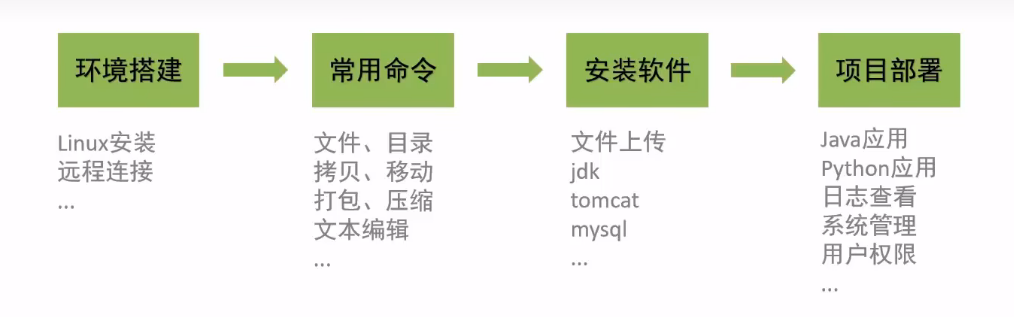 环境搭建
Linux安装
远程连接
...
常用命令
文件、目录
拷贝、移动
打包、压缩
文本编辑
...
安装软件
文件上传
jdk
tomcat
mysql
...
项目部署
Java应用
Python应用
日志查看
系统管理
用户权限
...